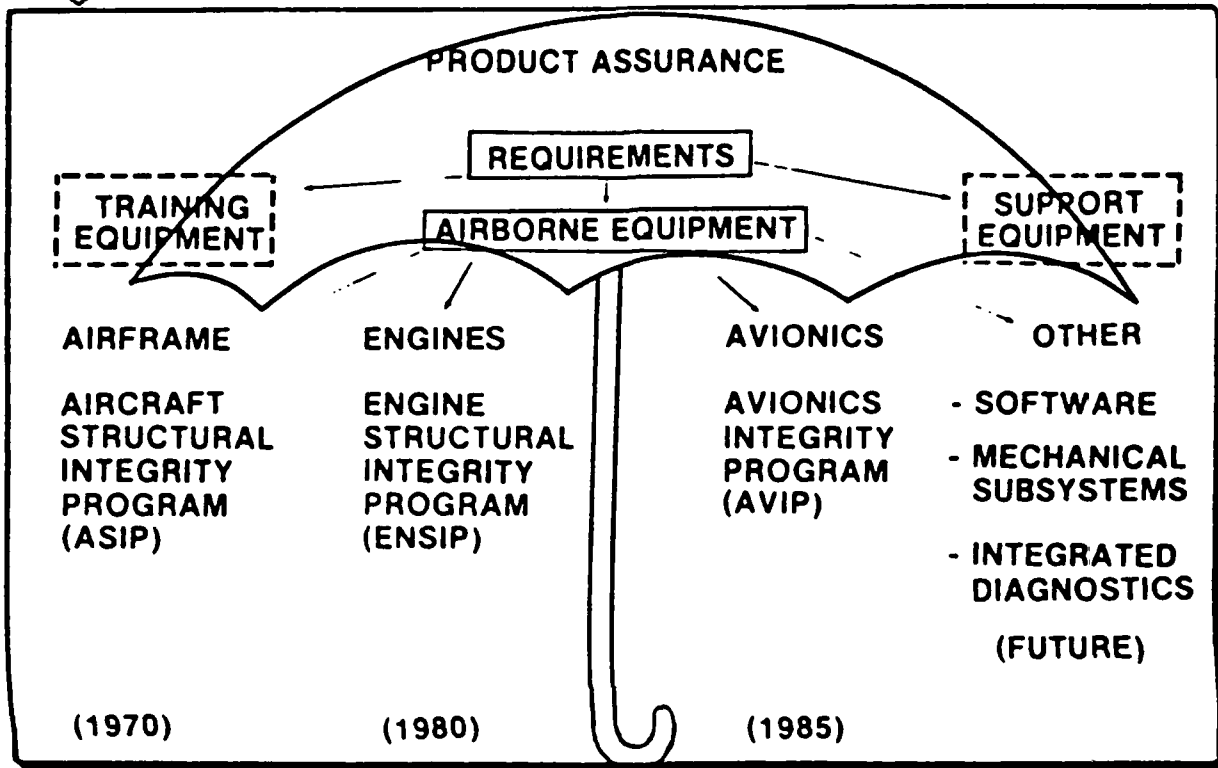 PRODUCT ASSURANCE
REQUIREMENTS
TRAINING
EQUIPMENT
AIRBORNE EQUIPMENT
SUPPORT
EQUIPMENT
AIRFRAME
AIRCRAFT
STRUCTURAL
INTEGRITY
PROGRAM
(ASIP)
(1970)
ENGINES
ENGINE
STRUCTURAL
INTEGRITY
PROGRAM
(ENSIP)
(1980)
AVIONICS
AVIONICS
INTEGRITY
PROGRAM
(AVIP)
(1985)
OTHER
- SOFTWARE
- MECHANICAL
SUBSYSTEMS
- INTEGRATED
DIAGNOSTICS
(FUTURE)